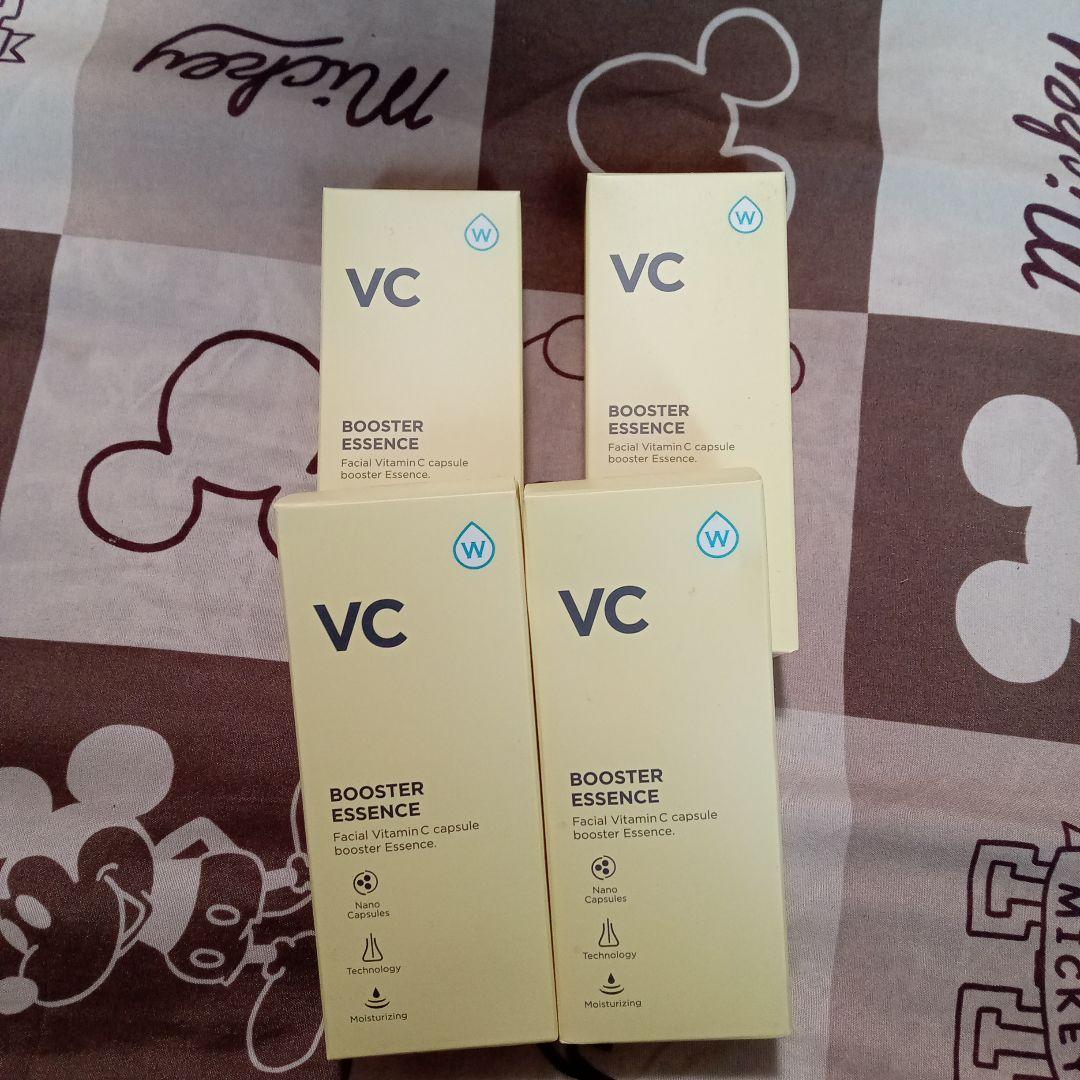 Mickey
Mickey
W
VC
BOOSTER
ESSENCE
Facial Vitamin C capsule
booster Essence.
W
VC
BOOSTER
ESSENCE
Facial Vitamin C capsule
booster Essence.
W
VC
BOOSTER
ESSENCE
Facial Vitamin C capsule
booster Essence.
Nano
Capsules
Technology
Moisturizing
W
VC
BOOSTER
ESSENCE
Facial Vitamin C capsule
booster Essence.
Nano
Capsules
Technology
Moisturizing
MICKEY